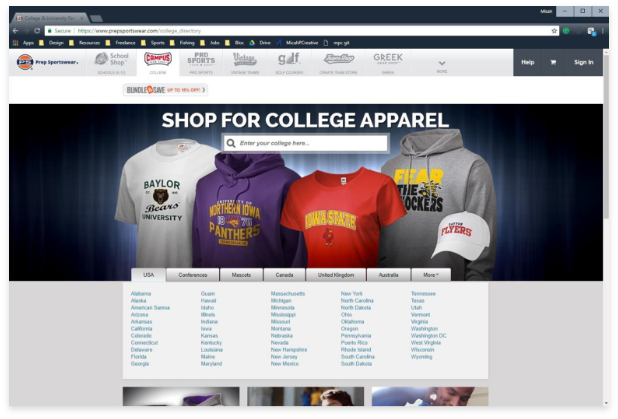 College & University Fan
Micah
Secure | https://www.prepsportswear.com/college_directory
Apps Design Resources Freelance Sports Fishing Jobs Bloc Drive MicahPCreative mpc.git
PSG Prep Sportswear. School Shop CAMPUS PRO SPORTS Vintage golf GREEK Help Sign In
COLLEGE PRO SPORTS VINTAGE TEAMS GOLF COURSES CREATE TEAM STORE GREEK MORE
BUNDLE & SAVE UP TO 15% OFF!
SHOP FOR COLLEGE APPAREL
Enter your college here...
BAYLOR
Bears
UNIVERSITY
UNIVERSITY OF
NORTHERN IOWA
18 76
PANTHERS
IOWA STATE
FEAR
THE
SHOCKERS
DAYTON
FLYERS
USA Conferences Mascots Canada United Kingdom Australia More
Alabama Guam Massachusetts New York Tennessee
Alaska Hawaii Michigan North Carolina Texas
American Samoa Idaho Minnesota North Dakota Utah
Arizona Illinois Mississippi Ohio Vermont
Arkansas Indiana Missouri Oklahoma Virginia
California Iowa Montana Oregon Washington
Colorado Kansas Nebraska Pennsylvania Washington DC
Connecticut Kentucky Nevada Puerto Rico West Virginia
Delaware Louisiana New Hampshire Rhode Island Wisconsin
Florida Maine New Jersey South Carolina Wyoming
Georgia Maryland New Mexico South Dakota